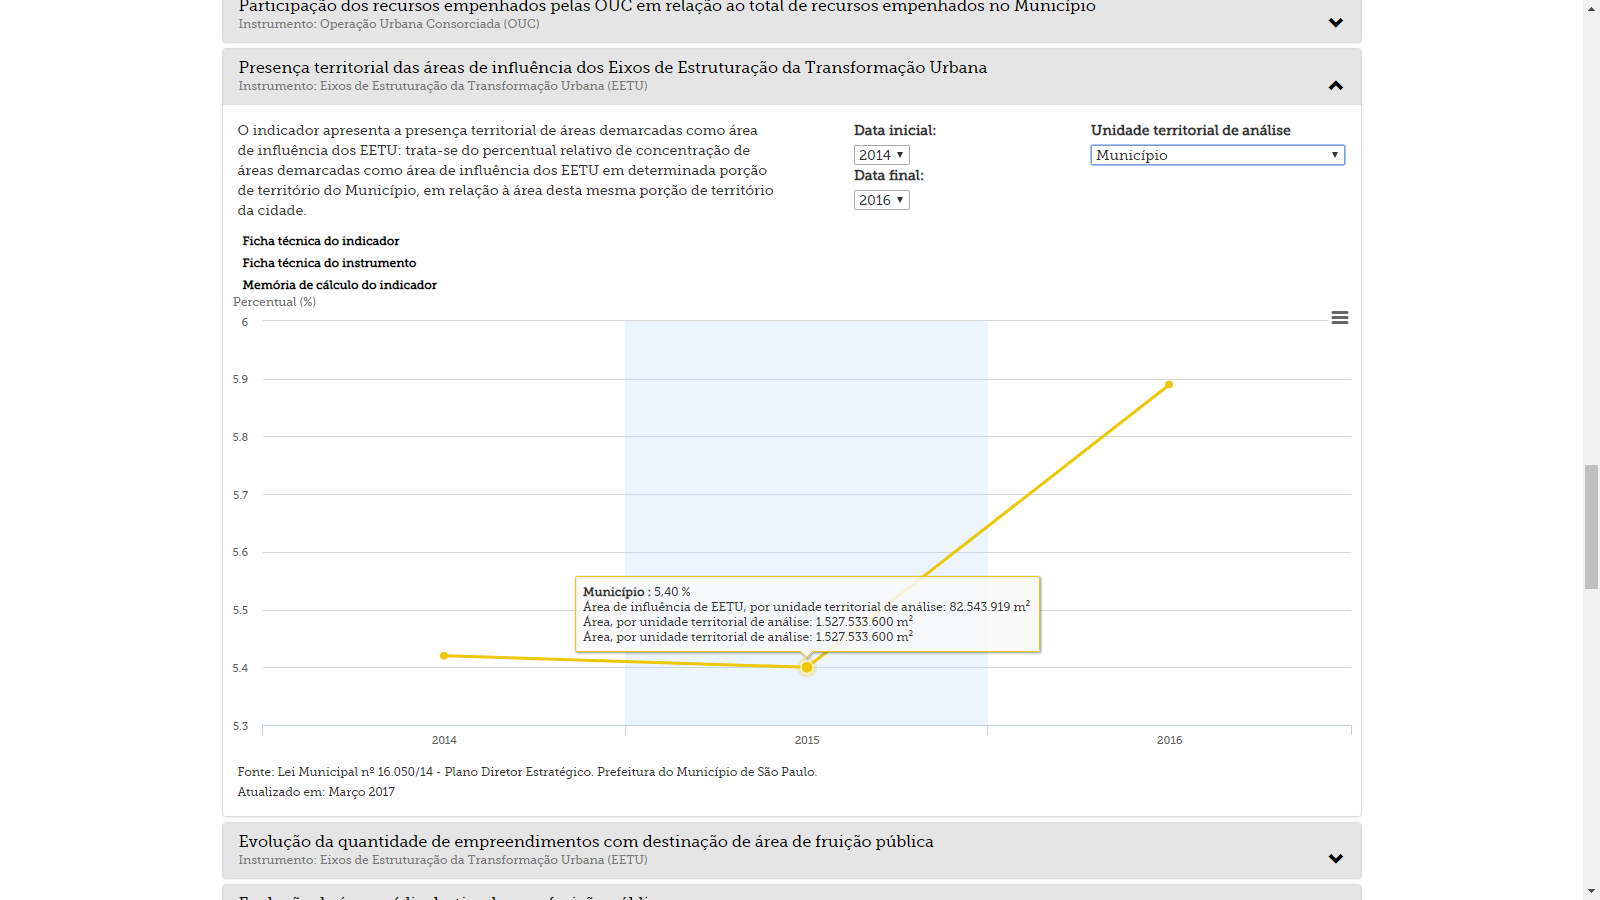 Participação dos recursos empenhados pelas OUC em relação ao total de recursos empenhados no Município
Instrumento: Operação Urbana Consorciada (OUC)
Presença territorial das áreas de influência dos Eixos de Estruturação da Transformação Urbana
Instrumento: Eixos de Estruturação da Transformação Urbana (EETU)
O indicador apresenta a presença territorial de áreas demarcadas como área
de influência dos EETU: trata-se do percentual relativo de concentração de
áreas demarcadas como área de influência dos EETU em determinada porção
de território do Município, em relação à área desta mesma porção de território
da cidade.
Data inicial:
2014
Data final:
2016
Unidade territorial de análise
Município
Ficha técnica do indicador
Ficha técnica do instrumento
Memória de cálculo do indicador
Percentual (%)
6
5.9
5.8
5.7
5.6
5.5
5.4
5.3
Município : 5,40 %
Área de influência de EETU, por unidade territorial de análise: 82.543.919 m²
Área, por unidade territorial de análise: 1.527.533.600 m²
Área, por unidade territorial de análise: 1.527.533.600 m²
2014
2015
2016
Fonte: Lei Municipal nº 16.050/14 - Plano Diretor Estratégico. Prefeitura do Município de São Paulo.
Atualizado em: Março 2017
Evolução da quantidade de empreendimentos com destinação de área de fruição pública
Instrumento: Eixos de Estruturação da Transformação Urbana (EETU)